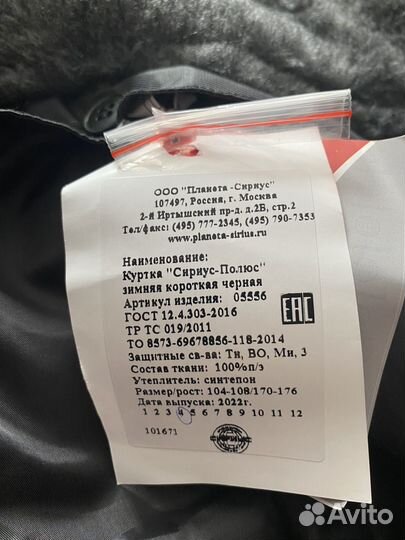 ООО "Планета -Сириус"
107497, Россия, г. Москва
2-й Иртышский пр-д. д.2Б, стр.2
Тел/факс: (495) 777-2345, (495) 790-7353
www.planeta-sirius.ru
Наименование:
Куртка "Сириус-Полюс"
зимняя короткая черная
Артикул изделия: 05556
ГОСТ 12.4.303-2016
ТР ТС 019/2011
ТО 8573-69678856-118-2014
Защитные св-ва: Тн, ВО, Ми, З
Состав ткани: 100%п/э
Утеплитель: синтепон
Размер/рост: 104-108/170-176
Дата выпуска: 2022г.
1 2 3 4 5 6 7 8 9 10 11 12
101671
EAC
Avito